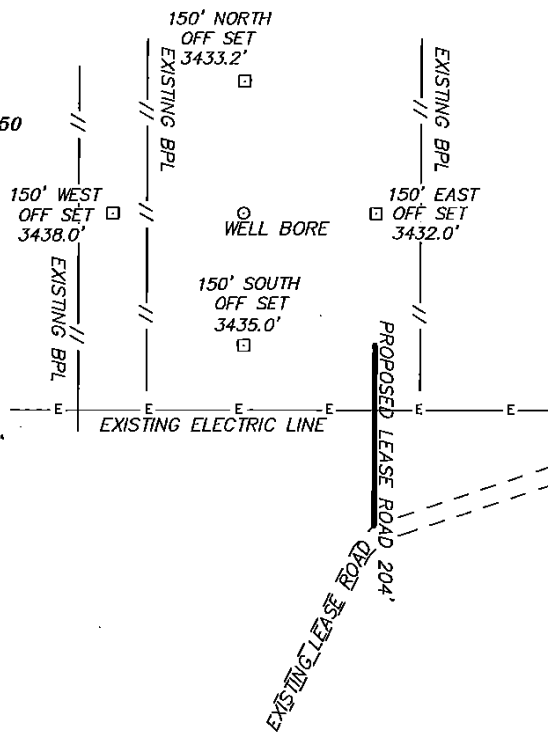 150' NORTH
OFF SET
3433.2'
EXISTING BPL
EXISTING BPL
50
150' WEST
OFF SET
3438.0'
WELL BORE
150' EAST
OFF SET
3432.0'
EXISTING BPL
150' SOUTH
OFF SET
3435.0'
PROPOSED LEASE ROAD 204'
E E E E E
EXISTING ELECTRIC LINE
EXISTING LEASE ROAD